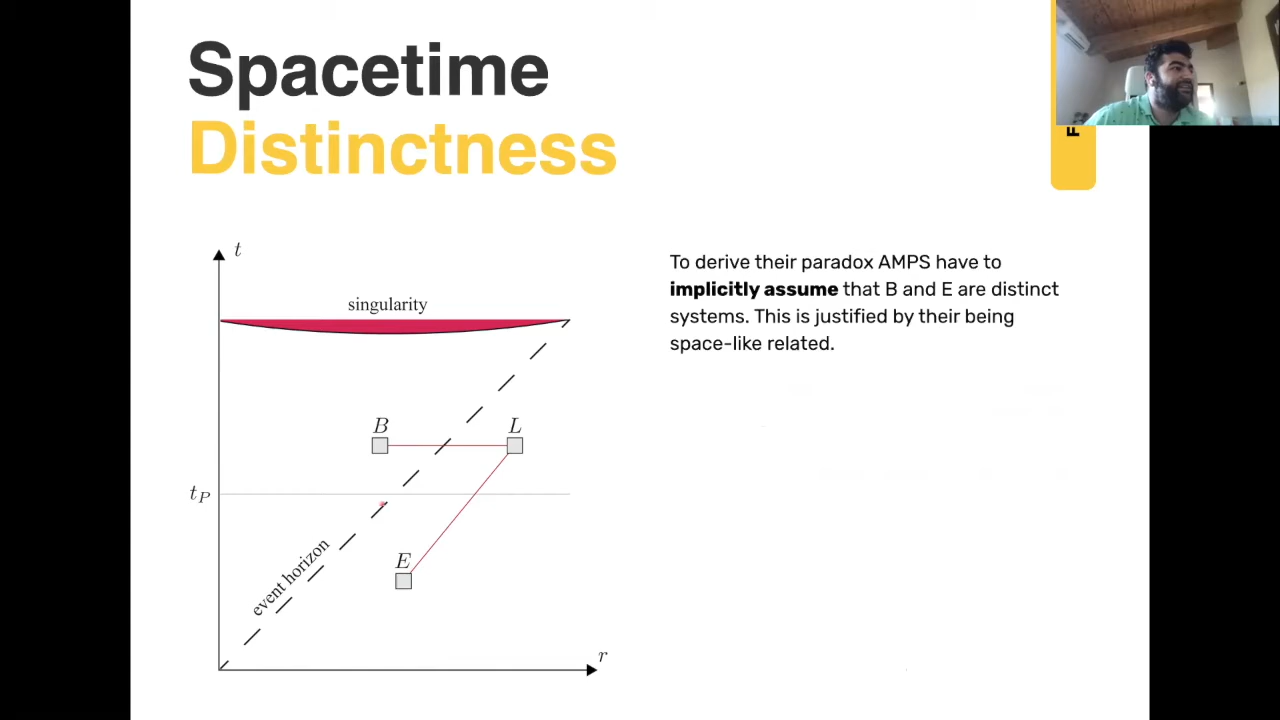 Spacetime
Distinctness
F
t
singularity
B
L
t_P
E
event horizon
r
To derive their paradox AMPS have to
implicitly assume that B and E are distinct
systems. This is justified by their being
space-like related.